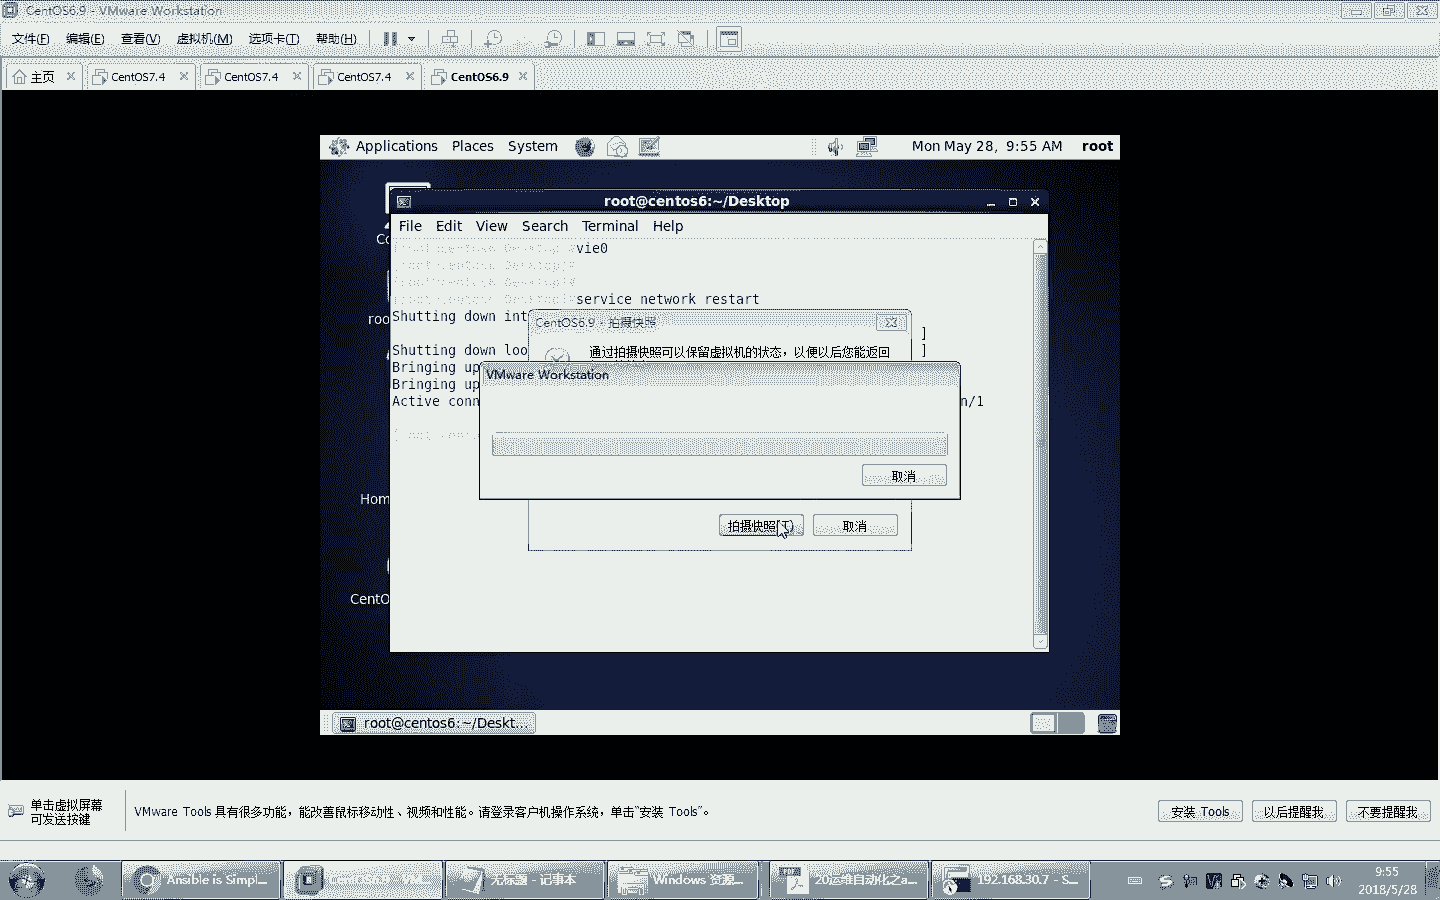 CentOS6.9 - VMware Workstation
文件(F) 编辑(E) 查看(V) 虚拟机(M) 选项卡(T) 帮助(H)
主页 CentOS7.4 CentOS7.4 CentOS7.4 CentOS6.9
Applications Places System Mon May 28, 9:55 AM root
root@centos6:~/Desktop
File Edit View Search Terminal Help
vie0
service network restart
Shutting down int
]
Shutting down loo ]
Bringing up
Bringing up
Active conn n/1
CentOS6.9 - 拍摄快照
通过拍摄快照可以保留虚拟机的状态，以便以后您能返回
VMware Workstation
取消
拍摄快照(T) 取消
Co
roo
Hom
CentO
root@centos6:~/Deskt...
单击虚拟屏幕
可发送按键
VMware Tools 具有很多功能，能改善鼠标移动性、视频和性能。请登录客户机操作系统，单击“安装 Tools”。
安装 Tools 以后提醒我 不要提醒我
Ansible is Simpl... CentOS6.9 - VM... 无标题 - 记事本 Windows 资源... 20运维自动化之a... 192.168.30.7 - S...
9:55
2018/5/28